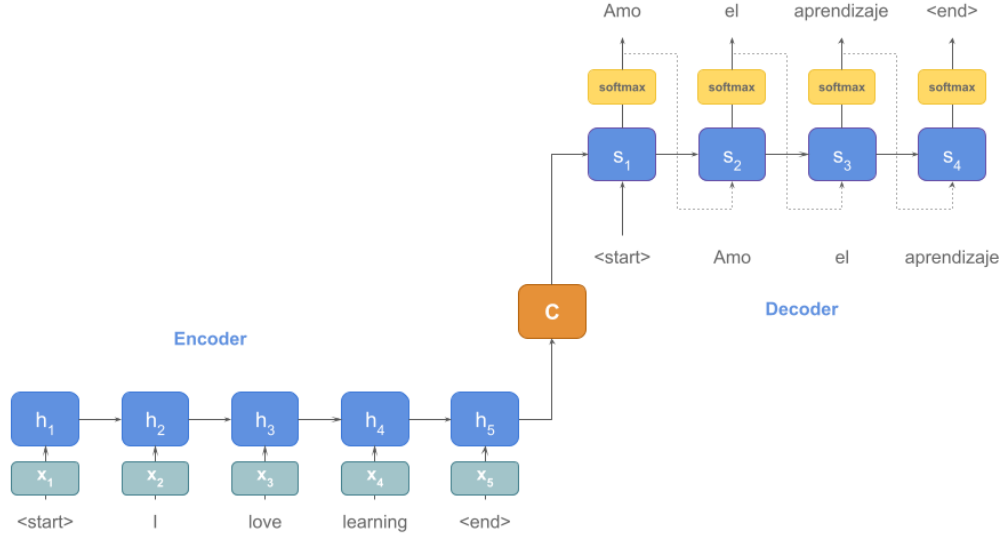 Amo el aprendizaje <end>
softmax softmax softmax softmax
s1 s2 s3 s4
<start> Amo el aprendizaje
C
Decoder
Encoder
h1 h2 h3 h4 h5
x1 x2 x3 x4 x5
<start> I love learning <end>